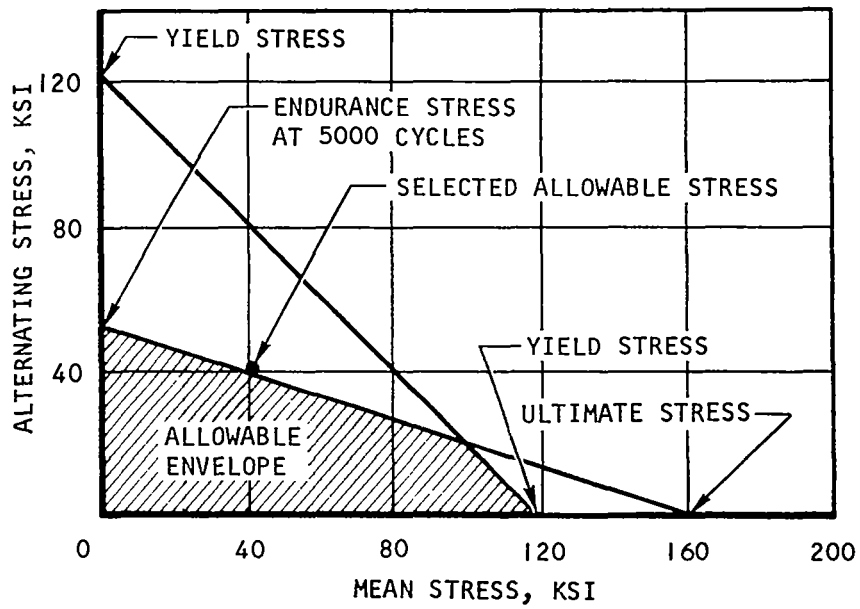 YIELD STRESS
120
ENDURANCE STRESS
AT 5000 CYCLES
SELECTED ALLOWABLE STRESS
80
ALTERNATING STRESS, KSI
YIELD STRESS
40
ULTIMATE STRESS
ALLOWABLE
ENVELOPE
0 40 80 120 160 200
MEAN STRESS, KSI